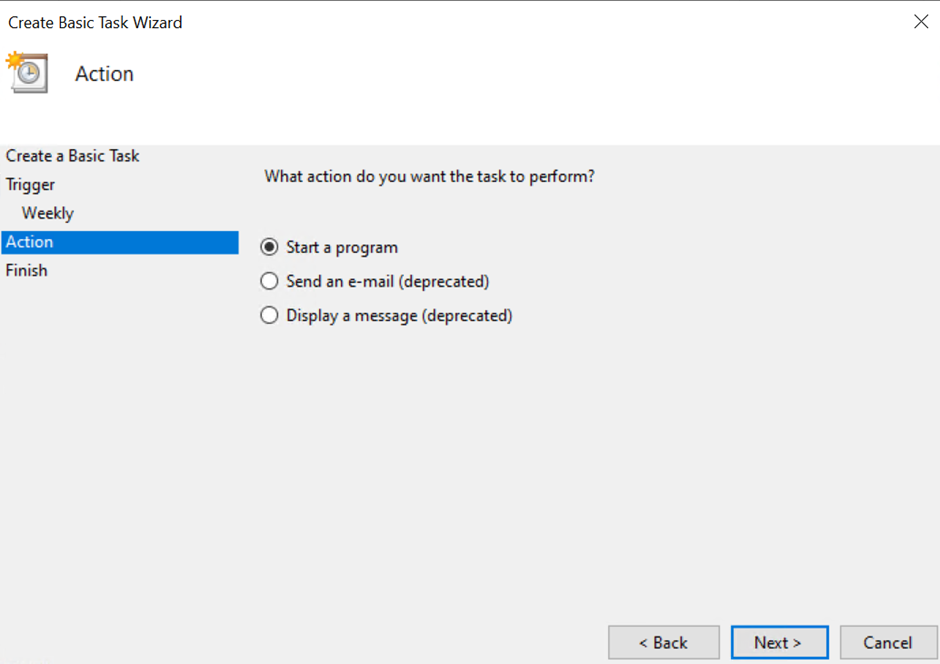 Create Basic Task Wizard
Action
Create a Basic Task
Trigger
Weekly
Action
Finish
What action do you want the task to perform?
Start a program
Send an e-mail (deprecated)
Display a message (deprecated)
< Back
Next >
Cancel